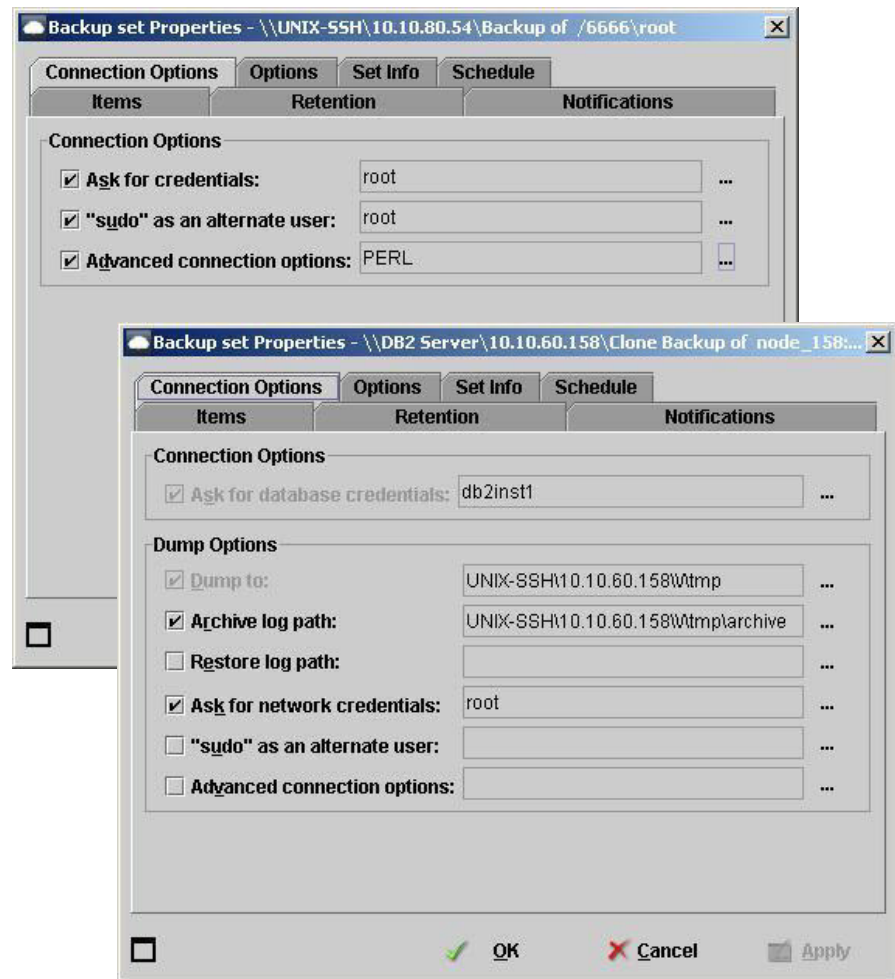 Backup set Properties - \\UNIX-SSH\10.10.80.54\Backup of /6666\root
Connection Options Options Set Info Schedule
Items Retention Notifications
Connection Options
Ask for credentials: root ...
"sudo" as an alternate user: root ...
Advanced connection options: PERL ...
Backup set Properties - \\DB2 Server\10.10.60.158\Clone Backup of node_158:...
Connection Options Options Set Info Schedule
Items Retention Notifications
Connection Options
Ask for database credentials: db2inst1 ...
Dump Options
Dump to: UNIX-SSH\10.10.60.158\\/\tmp ...
Archive log path: UNIX-SSH\10.10.60.158\\/\tmp\archive ...
Restore log path: ...
Ask for network credentials: root ...
"sudo" as an alternate user: ...
Advanced connection options: ...
OK Cancel Apply